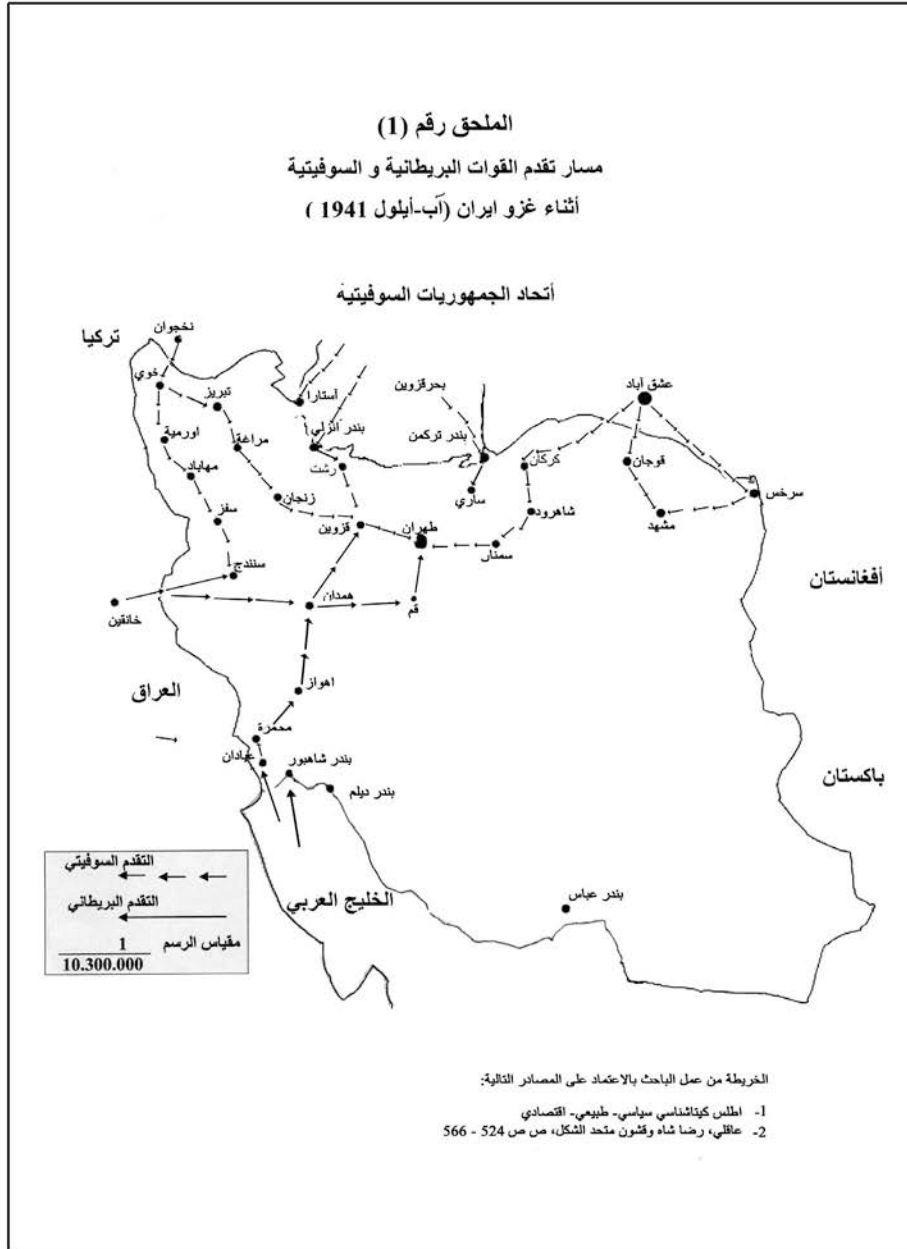 الملحق رقم (1)
مسار تقدم القوات البريطانية و السوفيتية
أثناء غزو ايران (آب-أيلول 1941 )
أتحاد الجمهوريات السوفيتية
تركيا
نخجوان
خوي
تبريز
آستارا
بحرقزوين
عشق آباد
اورمية
مراغة
بندر انزلي
بندر تركمن
مهاباد
رشت
كركان
قوجان
سرخس
زنجان
ساري
شاهرود
مشهد
سفز
قزوين
طهران
سمنان
سنندج
أفغانستان
خانقين
همدان
قم
العراق
اهواز
محمرة
عبادان
بندر شاهبور
بندر ديلم
باكستان
التقدم السوفيتي
التقدم البريطاني
مقياس الرسم 1
10.300.000
الخليج العربي
بندر عباس
الخريطة من عمل الباحث بالاعتماد على المصادر التالية:
1- اطلس كيتاشناسي سياسي- طبيعي- اقتصادي
2- عاقلي، رضا شاه وقشون متحد الشكل، ص ص 524 - 566